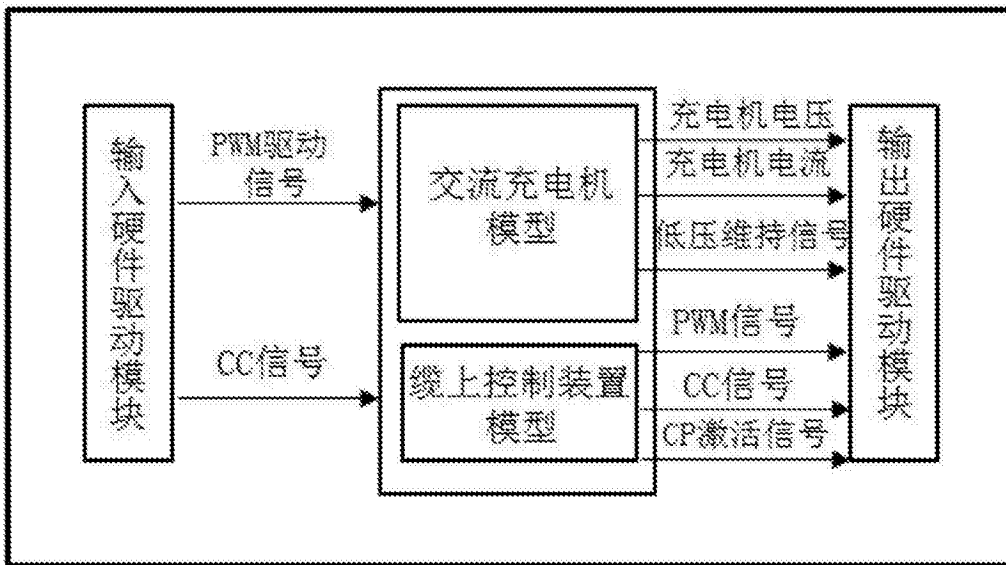 输入硬件驱动模块
PWM驱动
信号
CC信号
交流充电机
模型
缆上控制装置
模型
充电机电压
充电机电流
低压维持信号
PWM信号
CC信号
CP激活信号
输出硬件驱动模块